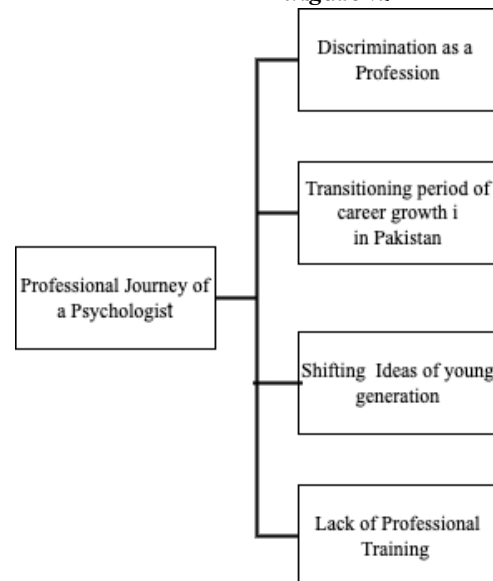 Discrimination as a
Profession
Transitioning period of
career growth i
in Pakistan
Professional Journey of
a Psychologist
Shifting Ideas of young
generation
Lack of Professional
Training